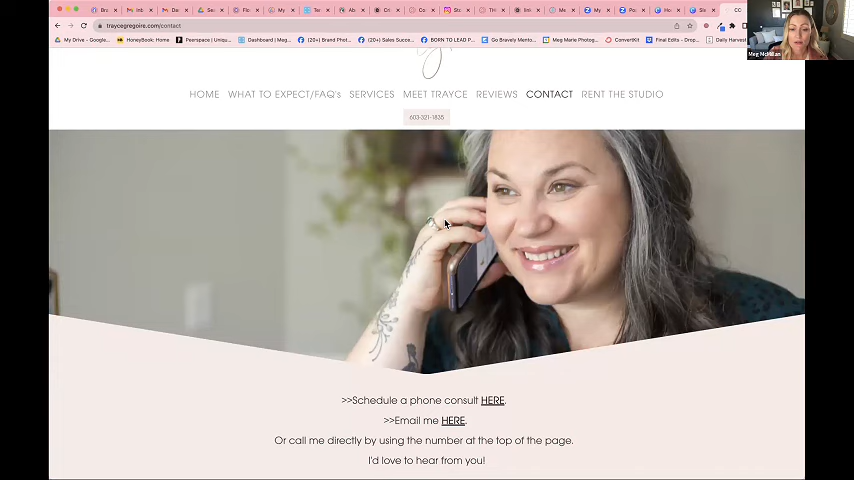 traycegregoire.com/contact
My Drive - Google...
HoneyBook: Home
Peerspace | Uniqu...
Dashboard | Meg...
(20+) Brand Phot...
(20+) Sales Succe...
BORN TO LEAD P...
Go Bravely Mento...
Meg Marie Photog...
ConvertKit
Final Edits - Drop...
Daily Harvest
HOME WHAT TO EXPECT/FAQ's SERVICES MEET TRAYCE REVIEWS CONTACT RENT THE STUDIO
603-321-1835
>>Schedule a phone consult HERE.
>>Email me HERE.
Or call me directly by using the number at the top of the page.
I'd love to hear from you!